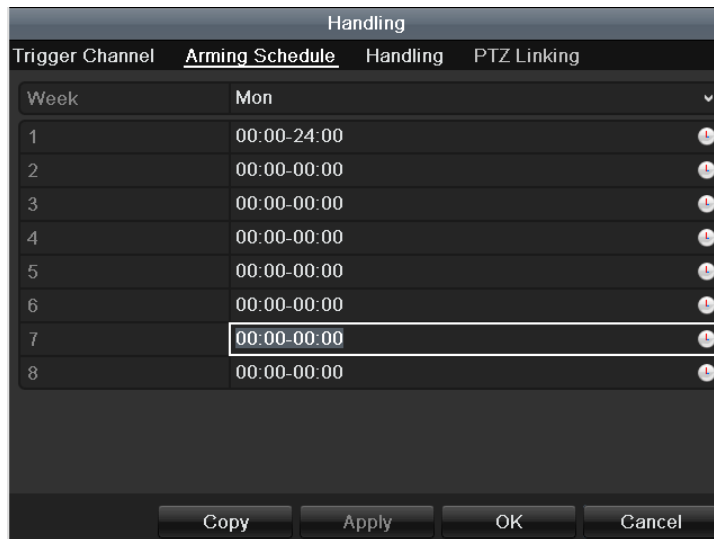 Handling
Trigger Channel Arming Schedule Handling PTZ Linking
Week Mon
1 00:00-24:00
2 00:00-00:00
3 00:00-00:00
4 00:00-00:00
5 00:00-00:00
6 00:00-00:00
7 00:00-00:00
8 00:00-00:00
Copy Apply OK Cancel